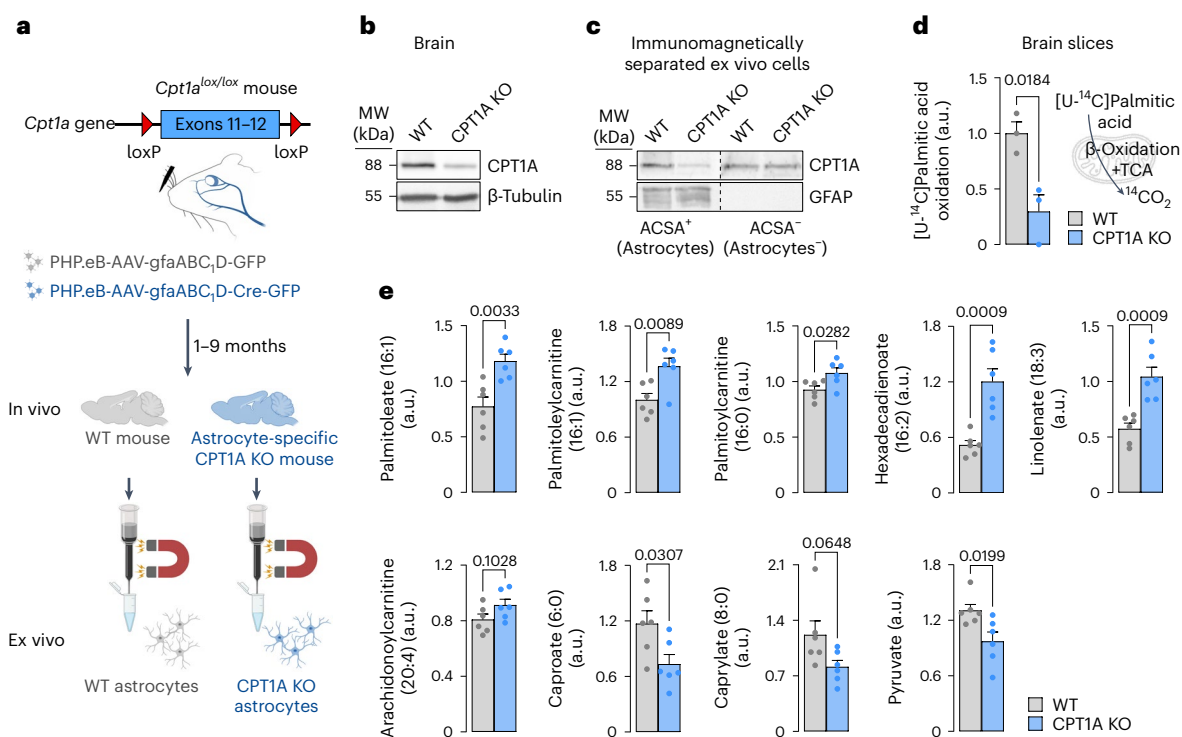 a
Cpt1a^lox/lox mouse
Cpt1a gene
Exons 11–12
loxP
loxP
PHP.eB-AAV-gfaABC₁D-GFP
PHP.eB-AAV-gfaABC₁D-Cre-GFP
1–9 months
In vivo
WT mouse
Astrocyte-specific
CPT1A KO mouse
Ex vivo
WT astrocytes
CPT1A KO
astrocytes
b
Brain
MW
(kDa)
WT
CPT1A KO
88
CPT1A
55
β-Tubulin
c
Immunomagnetically
separated ex vivo cells
MW
(kDa)
WT
CPT1A KO
WT
CPT1A KO
88
CPT1A
55
GFAP
ACSA⁺
(Astrocytes)
ACSA⁻
(Astrocytes⁻)
d
Brain slices
[U-¹⁴C]Palmitic acid
oxidation (a.u.)
1.5
1.0
0.5
0
0.0184
[U-¹⁴C]Palmitic
acid
β-Oxidation
+TCA
¹⁴CO₂
WT
CPT1A KO
e
Palmitoleate (16:1)
(a.u.)
1.5
1.0
0.5
0
0.0033
Palmitoleylcarnitine
(16:1) (a.u.)
1.8
1.2
0.6
0
0.0089
Palmitoylcarnitine
(16:0) (a.u.)
1.5
1.0
0.5
0
0.0282
Hexadecadienoate
(16:2) (a.u.)
1.8
1.2
0.6
0
0.0009
Linolenate (18:3)
(a.u.)
1.5
1.0
0.5
0
0.0009
Arachidonoylcarnitine
(20:4) (a.u.)
1.2
0.8
0.4
0
0.1028
Caproate (6:0)
(a.u.)
1.8
1.2
0.6
0
0.0307
Caprylate (8:0)
(a.u.)
2.1
1.4
0.7
0
0.0648
Pyruvate (a.u.)
1.8
1.2
0.6
0
0.0199
WT
CPT1A KO